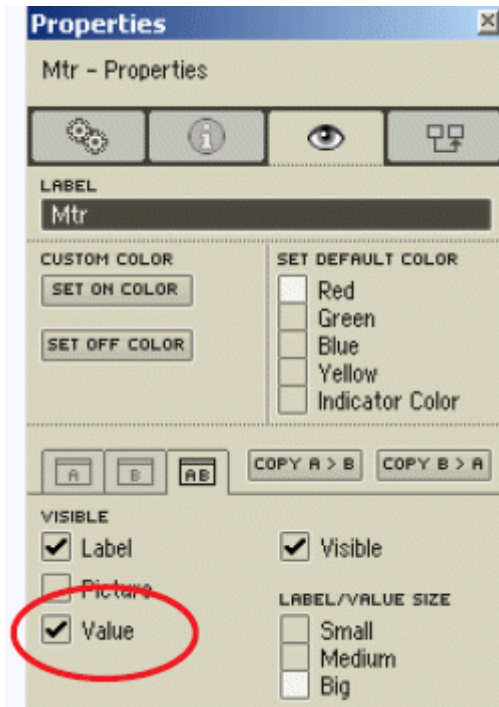 Properties
Mtr - Properties
LABEL
Mtr
CUSTOM COLOR
SET ON COLOR
SET OFF COLOR
SET DEFAULT COLOR
Red
Green
Blue
Yellow
Indicator Color
A
B
AB
COPY A > B
COPY B > A
VISIBLE
Label
Picture
Value
Visible
LABEL/VALUE SIZE
Small
Medium
Big